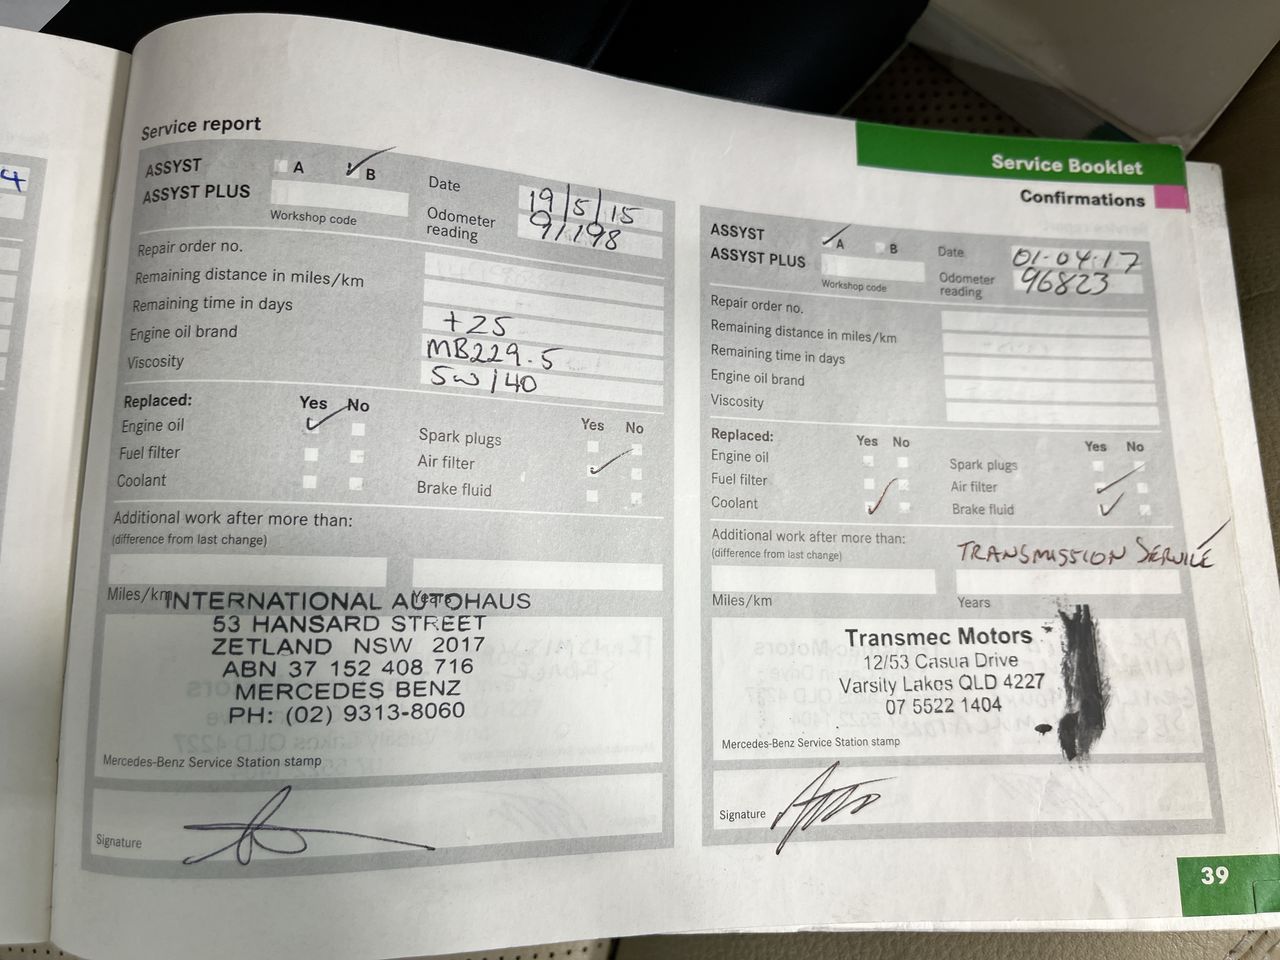 4
Service report
ASSYST
ASSYST PLUS
A
B
Workshop code
Date
19/5/15
Odometer reading
91198
Repair order no.
Remaining distance in miles/km
Remaining time in days
+25
Engine oil brand
MB229.5
Viscosity
5W/40
Replaced:
Yes No
Engine oil
Fuel filter
Coolant
Yes No
Spark plugs
Air filter
Brake fluid
Additional work after more than:
(difference from last change)
Miles/km
Years
INTERNATIONAL AUTOHAUS
53 HANSARD STREET
ZETLAND NSW 2017
ABN 37 152 408 716
MERCEDES BENZ
PH: (02) 9313-8060
Mercedes-Benz Service Station stamp
Signature
Service Booklet
Confirmations
ASSYST
ASSYST PLUS
A
B
Workshop code
Date
01-04-17
Odometer reading
96823
Repair order no.
Remaining distance in miles/km
Remaining time in days
Engine oil brand
Viscosity
Replaced:
Yes No
Engine oil
Fuel filter
Coolant
Yes No
Spark plugs
Air filter
Brake fluid
Additional work after more than:
(difference from last change)
TRANSMISSION SERVICE
Miles/km
Years
Transmec Motors
12/53 Casua Drive
Varsity Lakes QLD 4227
07 5522 1404
Mercedes-Benz Service Station stamp
Signature
39